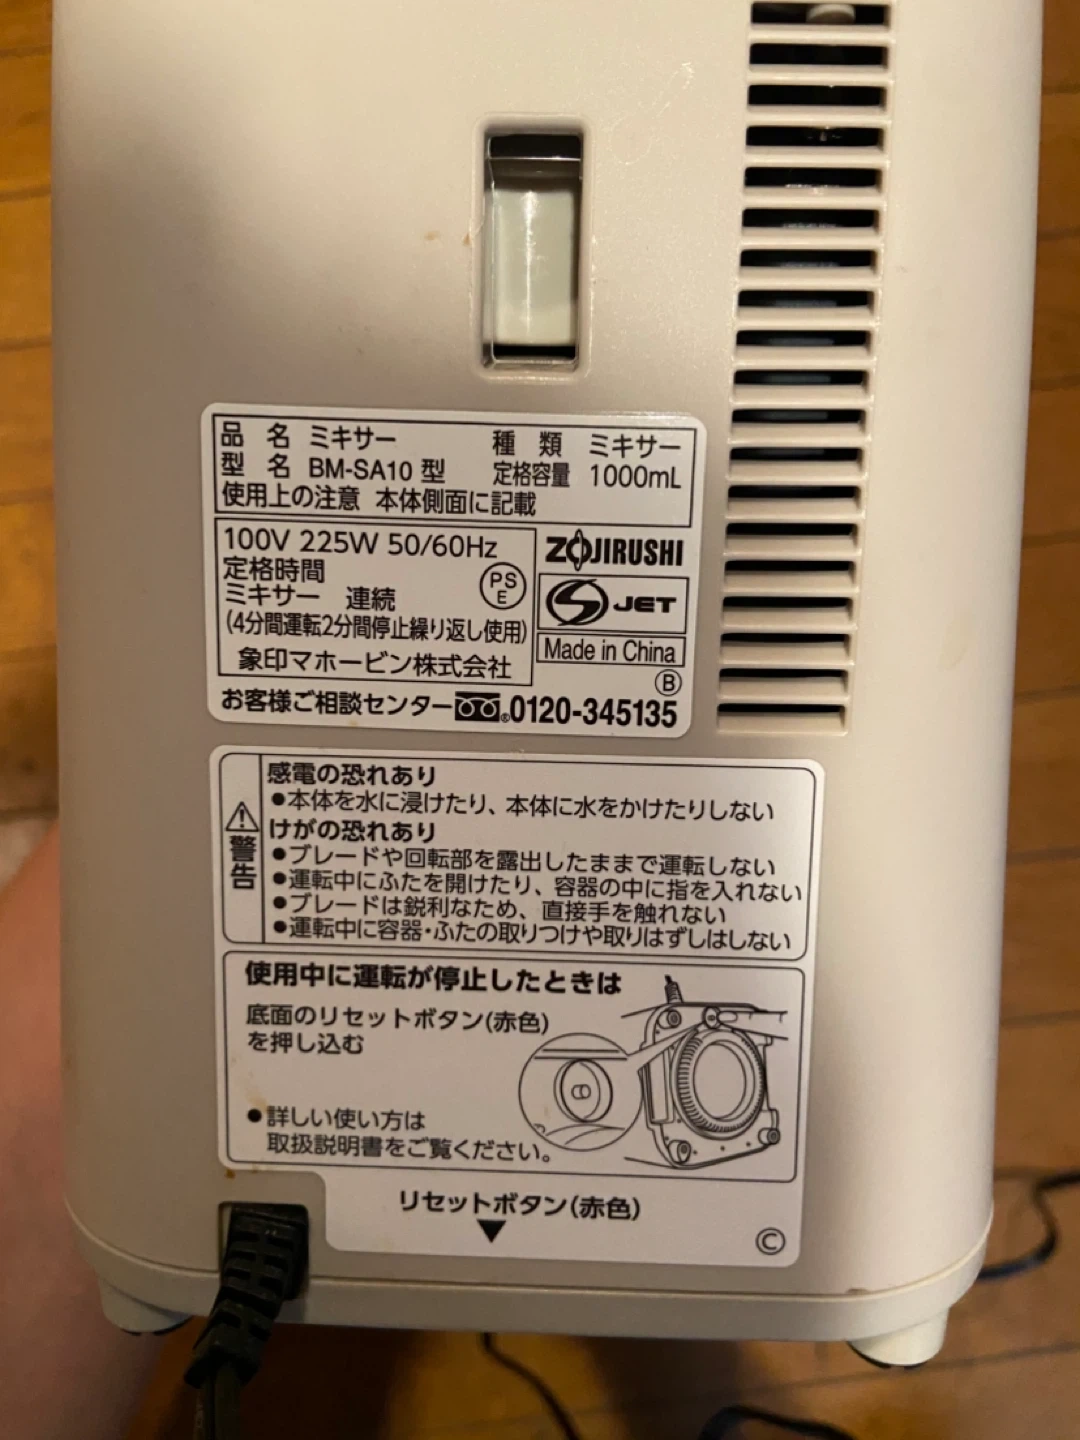 品 名 ミキサー 種 類 ミキサー
型 名 BM-SA10 型 定格容量 1000mL
使用上の注意 本体側面に記載
100V 225W 50/60Hz
定格時間
ミキサー 連続
(4分間運転2分間停止繰り返し使用)
象印マホービン株式会社
PS
E
ZOJIRUSHI
JET
Made in China
B
お客様ご相談センター 0120-345135
警告
感電の恐れあり
●本体を水に浸けたり、本体に水をかけたりしない
けがの恐れあり
●ブレードや回転部を露出したままで運転しない
●運転中にふたを開けたり、容器の中に指を入れない
●ブレードは鋭利なため、直接手を触れない
●運転中に容器・ふたの取りつけや取りはずしはしない
使用中に運転が停止したときは
底面のリセットボタン(赤色)
を押し込む
●詳しい使い方は
取扱説明書をご覧ください。
リセットボタン(赤色)
▼
©